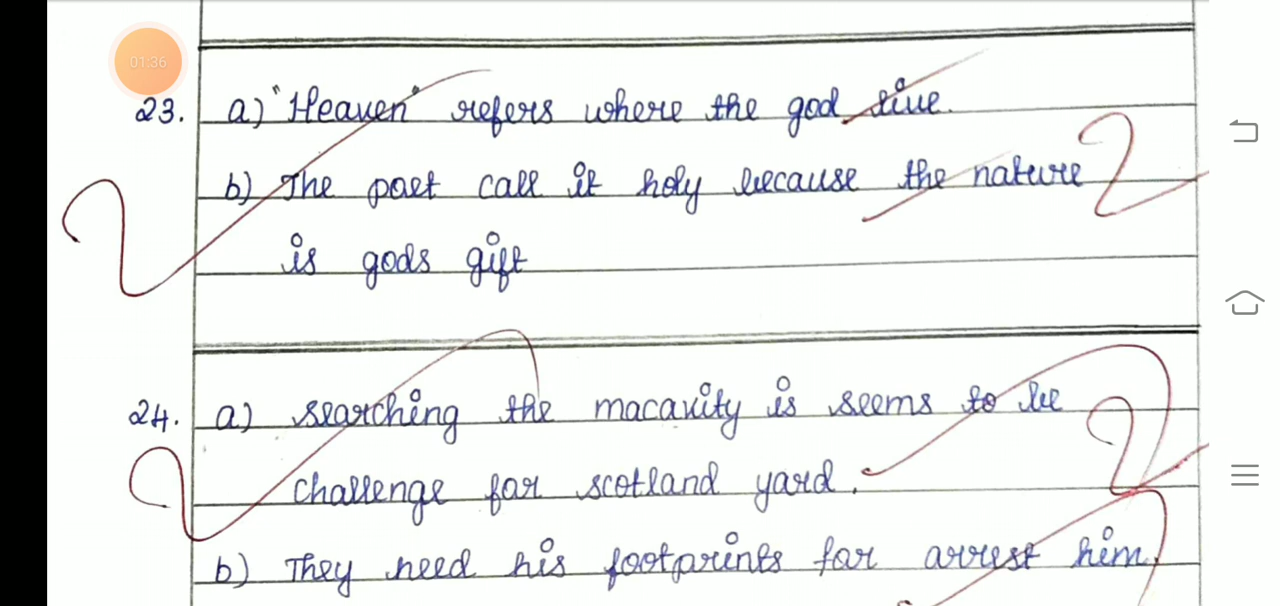 01:36
23. a) "Heaven" refers where the god live.
b) The poet call it holy because the nature 2
is gods gift
24. a) searching the macavity is seems to be
challenge for scotland yard. 2
b) They need his footprints for arrest him.